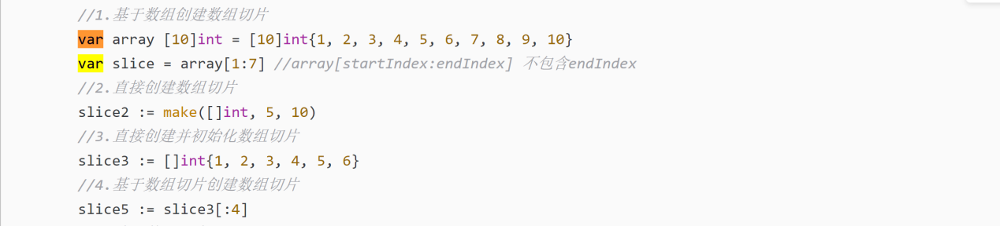 //1.基于数组创建数组切片
var array [10]int = [10]int{1, 2, 3, 4, 5, 6, 7, 8, 9, 10}
var slice = array[1:7] //array[startIndex:endIndex] 不包含endIndex
//2.直接创建数组切片
slice2 := make([]int, 5, 10)
//3.直接创建并初始化数组切片
slice3 := []int{1, 2, 3, 4, 5, 6}
//4.基于数组切片创建数组切片
slice5 := slice3[:4]